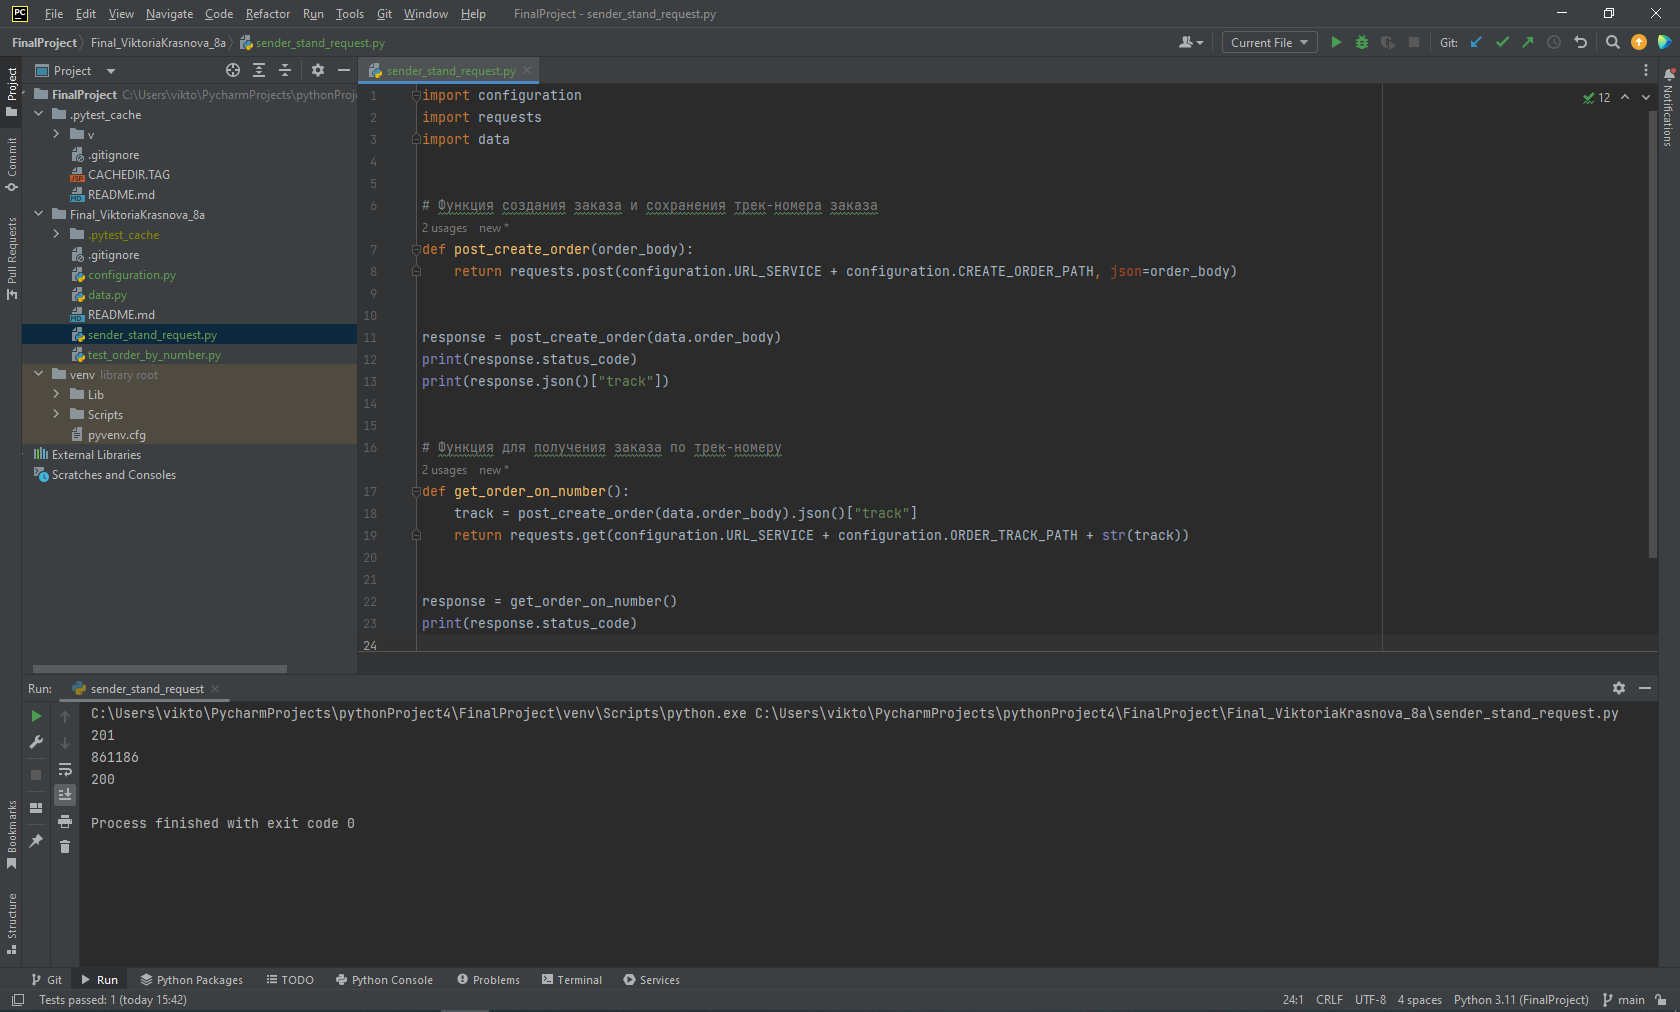 PC File Edit View Navigate Code Refactor Run Tools Git Window Help FinalProject - sender_stand_request.py
FinalProject Final_ViktoriaKrasnova_8a sender_stand_request.py Current File Git:
Project
sender_stand_request.py
FinalProject C:\Users\vikto\PycharmProjects\pythonProj
.pytest_cache
v
.gitignore
CACHEDIR.TAG
README.md
Final_ViktoriaKrasnova_8a
.pytest_cache
.gitignore
configuration.py
data.py
README.md
sender_stand_request.py
test_order_by_number.py
venv library root
Lib
Scripts
pyvenv.cfg
External Libraries
Scratches and Consoles
Project
Commit
Pull Requests
Bookmarks
Structure
Notifications
12
1 import configuration
2 import requests
3 import data
4
5
6 # Функция создания заказа и сохранения трек-номера заказа
2 usages new *
7 def post_create_order(order_body):
8 return requests.post(configuration.URL_SERVICE + configuration.CREATE_ORDER_PATH, json=order_body)
9
10
11 response = post_create_order(data.order_body)
12 print(response.status_code)
13 print(response.json()["track"])
14
15
16 # Функция для получения заказа по трек-номеру
2 usages new *
17 def get_order_on_number():
18 track = post_create_order(data.order_body).json()["track"]
19 return requests.get(configuration.URL_SERVICE + configuration.ORDER_TRACK_PATH + str(track))
20
21
22 response = get_order_on_number()
23 print(response.status_code)
24
Run: sender_stand_request
C:\Users\vikto\PycharmProjects\pythonProject4\FinalProject\venv\Scripts\python.exe C:\Users\vikto\PycharmProjects\pythonProject4\FinalProject\Final_ViktoriaKrasnova_8a\sender_stand_request.py
201
861186
200
Process finished with exit code 0
Git Run Python Packages TODO Python Console Problems Terminal Services
Tests passed: 1 (today 15:42) 24:1 CRLF UTF-8 4 spaces Python 3.11 (FinalProject) main